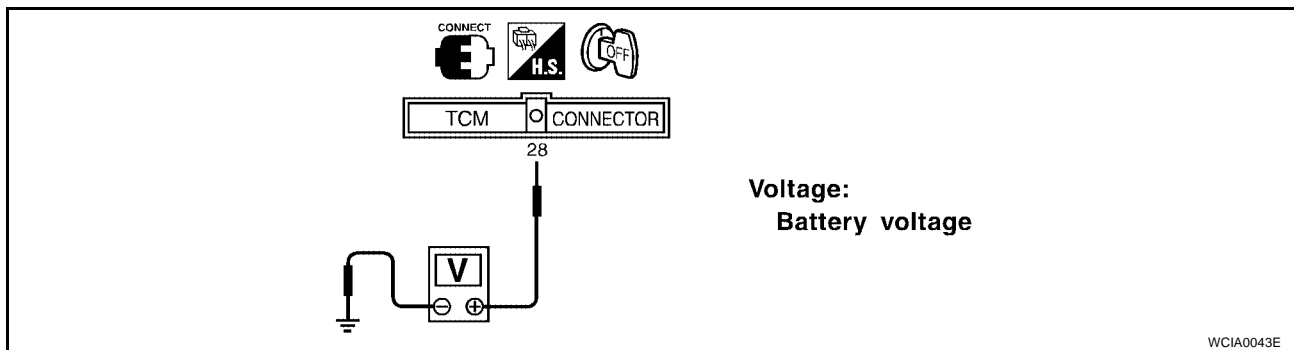 CONNECT
H.S.
OFF
TCM CONNECTOR
28
Voltage:
Battery voltage
V
WCIA0043E